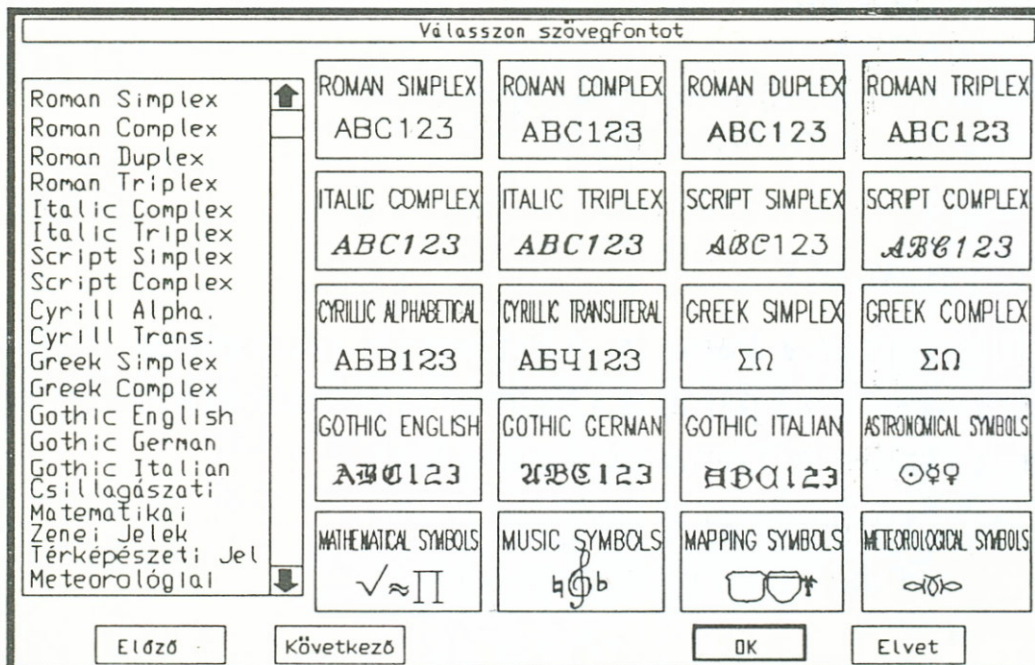 Válasszon szövegfontot
Roman Simplex
Roman Complex
Roman Duplex
Roman Triplex
Italic Complex
Italic Triplex
Script Simplex
Script Complex
Cyrill Alpha.
Cyrill Trans.
Greek Simplex
Greek Complex
Gothic English
Gothic German
Gothic Italian
Csillagászati
Matematikai
Zenei Jelek
Térképészeti Jel
Meteorológiai
ROMAN SIMPLEX
ABC123
ROMAN COMPLEX
ABC123
ROMAN DUPLEX
ABC123
ROMAN TRIPLEX
ABC123
ITALIC COMPLEX
ABC123
ITALIC TRIPLEX
ABC123
SCRIPT SIMPLEX
ABC123
SCRIPT COMPLEX
ABC123
CYRILLIC ALPHABETICAL
АБВ123
CYRILLIC TRANSLITERAL
АБЧ123
GREEK SIMPLEX
ΣΩ
GREEK COMPLEX
ΣΩ
GOTHIC ENGLISH
ABC123
GOTHIC GERMAN
ABC123
GOTHIC ITALIAN
ABC123
ASTRONOMICAL SYMBOLS
☉☿♀
MATHEMATICAL SYMBOLS
√≈∏
MUSIC SYMBOLS
♮𝄞♭
MAPPING SYMBOLS
METEOROLOGICAL SYMBOLS
Előző
Következő
OK
Elvet